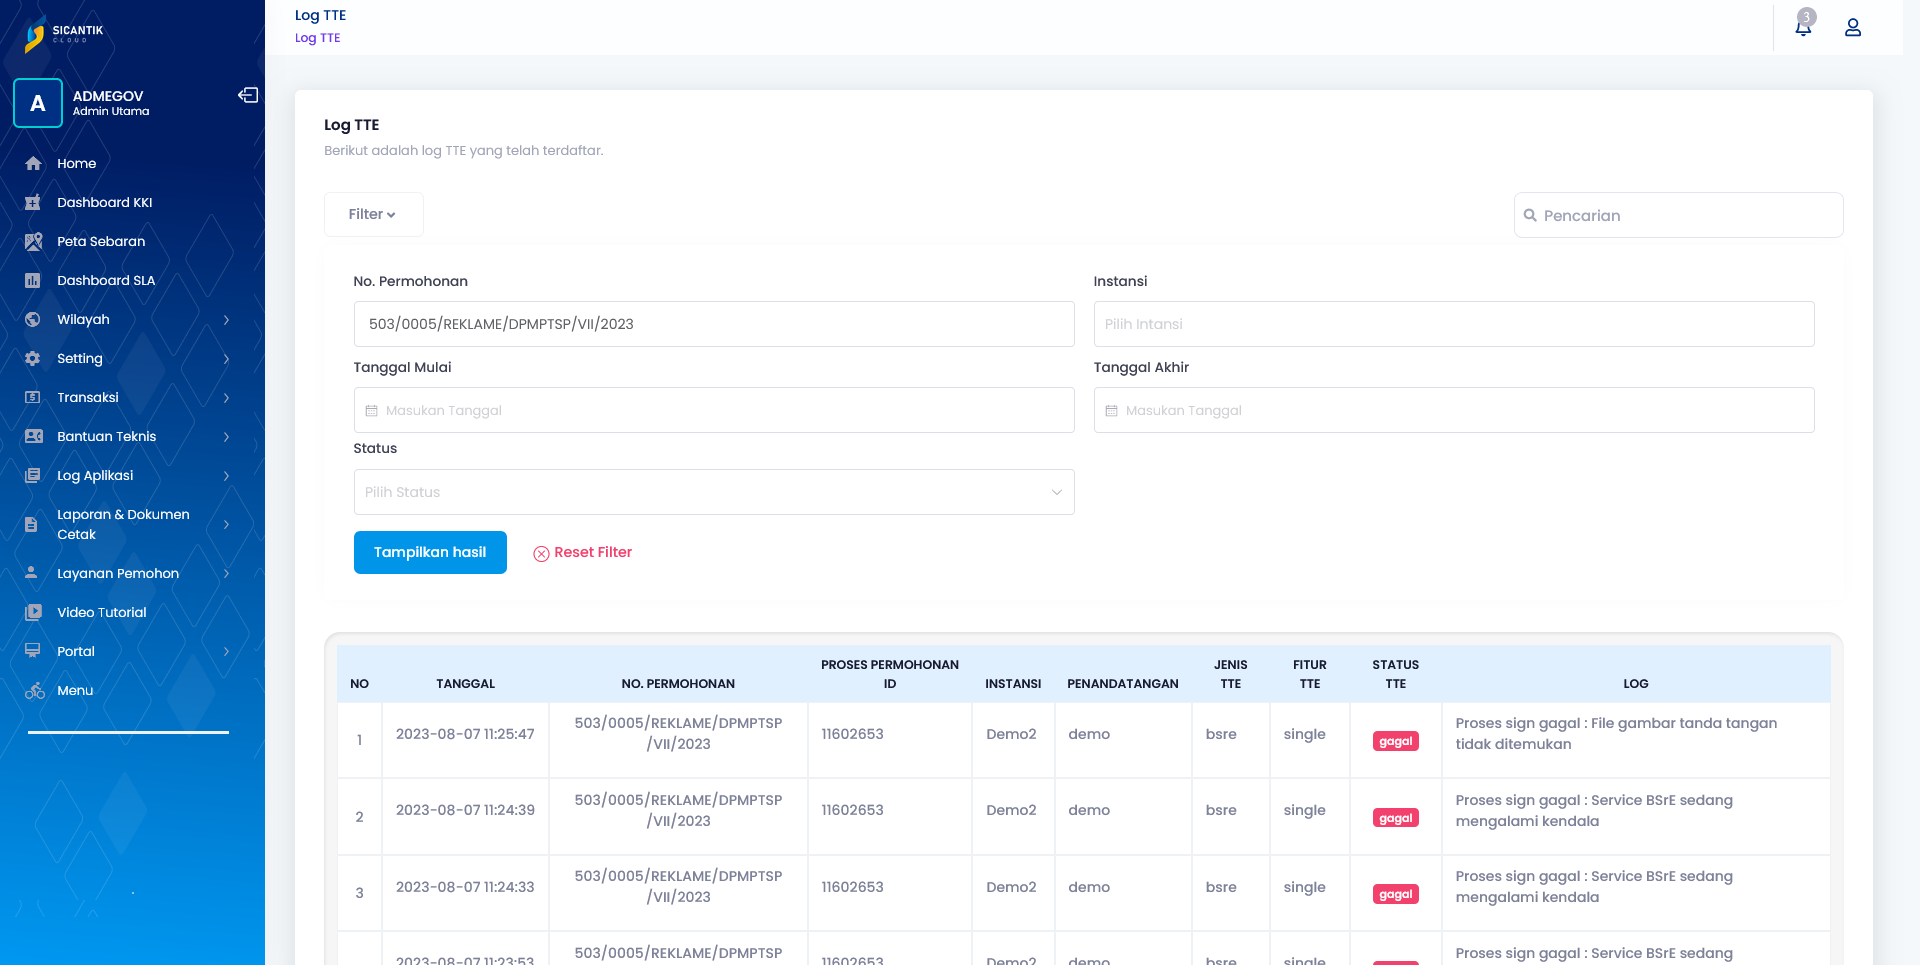 SICANTIK
CLOUD
A
ADMEGOV
Admin Utama
Home
Dashboard KKI
Peta Sebaran
Dashboard SLA
Wilayah
Setting
Transaksi
Bantuan Teknis
Log Aplikasi
Laporan & Dokumen
Cetak
Layanan Pemohon
Video Tutorial
Portal
Menu
Log TTE
Log TTE
3
Log TTE
Berikut adalah log TTE yang telah terdaftar.
Filter
Pencarian
No. Permohonan
Instansi
503/0005/REKLAME/DPMPTSP/VII/2023
Pilih Intansi
Tanggal Mulai
Tanggal Akhir
Masukan Tanggal
Masukan Tanggal
Status
Pilih Status
Tampilkan hasil
Reset Filter
NO
TANGGAL
NO. PERMOHONAN
PROSES PERMOHONAN
ID
INSTANSI
PENANDATANGAN
JENIS
TTE
FITUR
TTE
STATUS
TTE
LOG
1
2023-08-07 11:25:47
503/0005/REKLAME/DPMPTSP
/VII/2023
11602653
Demo2
demo
bsre
single
gagal
Proses sign gagal : File gambar tanda tangan
tidak ditemukan
2
2023-08-07 11:24:39
503/0005/REKLAME/DPMPTSP
/VII/2023
11602653
Demo2
demo
bsre
single
gagal
Proses sign gagal : Service BSrE sedang
mengalami kendala
3
2023-08-07 11:24:33
503/0005/REKLAME/DPMPTSP
/VII/2023
11602653
Demo2
demo
bsre
single
gagal
Proses sign gagal : Service BSrE sedang
mengalami kendala
2023-08-07 11:23:53
503/0005/REKLAME/DPMPTSP
11602653
Demo2
demo
bsre
single
Proses sign gagal : Service BSrE sedang